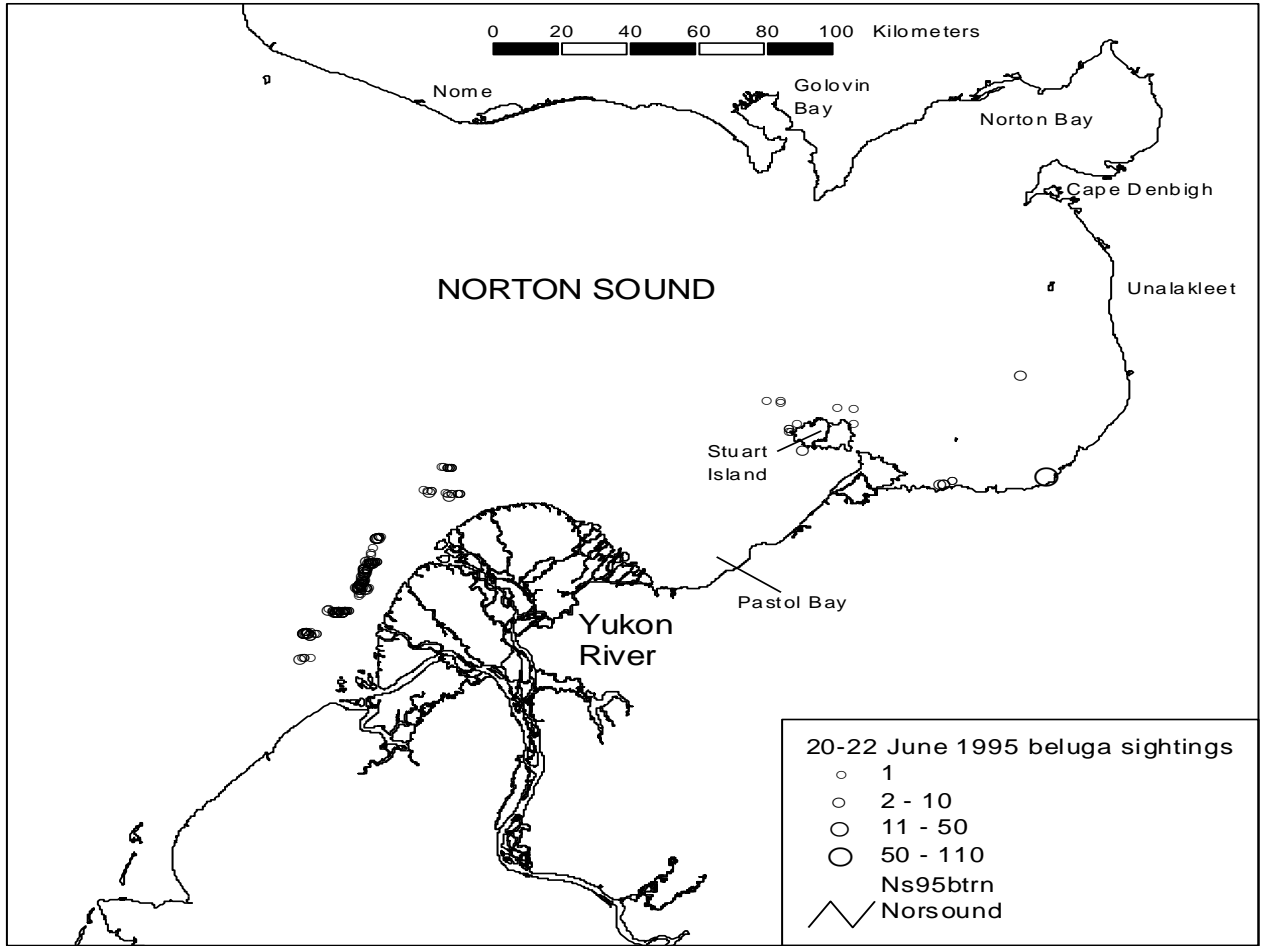 0 20 40 60 80 100 Kilometers
Nome
Golovin
Bay
Norton Bay
Cape Denbigh
NORTON SOUND
Unalakleet
Stuart
Island
Pastol Bay
Yukon
River
20-22 June 1995 beluga sightings
1
2 - 10
11 - 50
50 - 110
Ns95btrn
Norsound